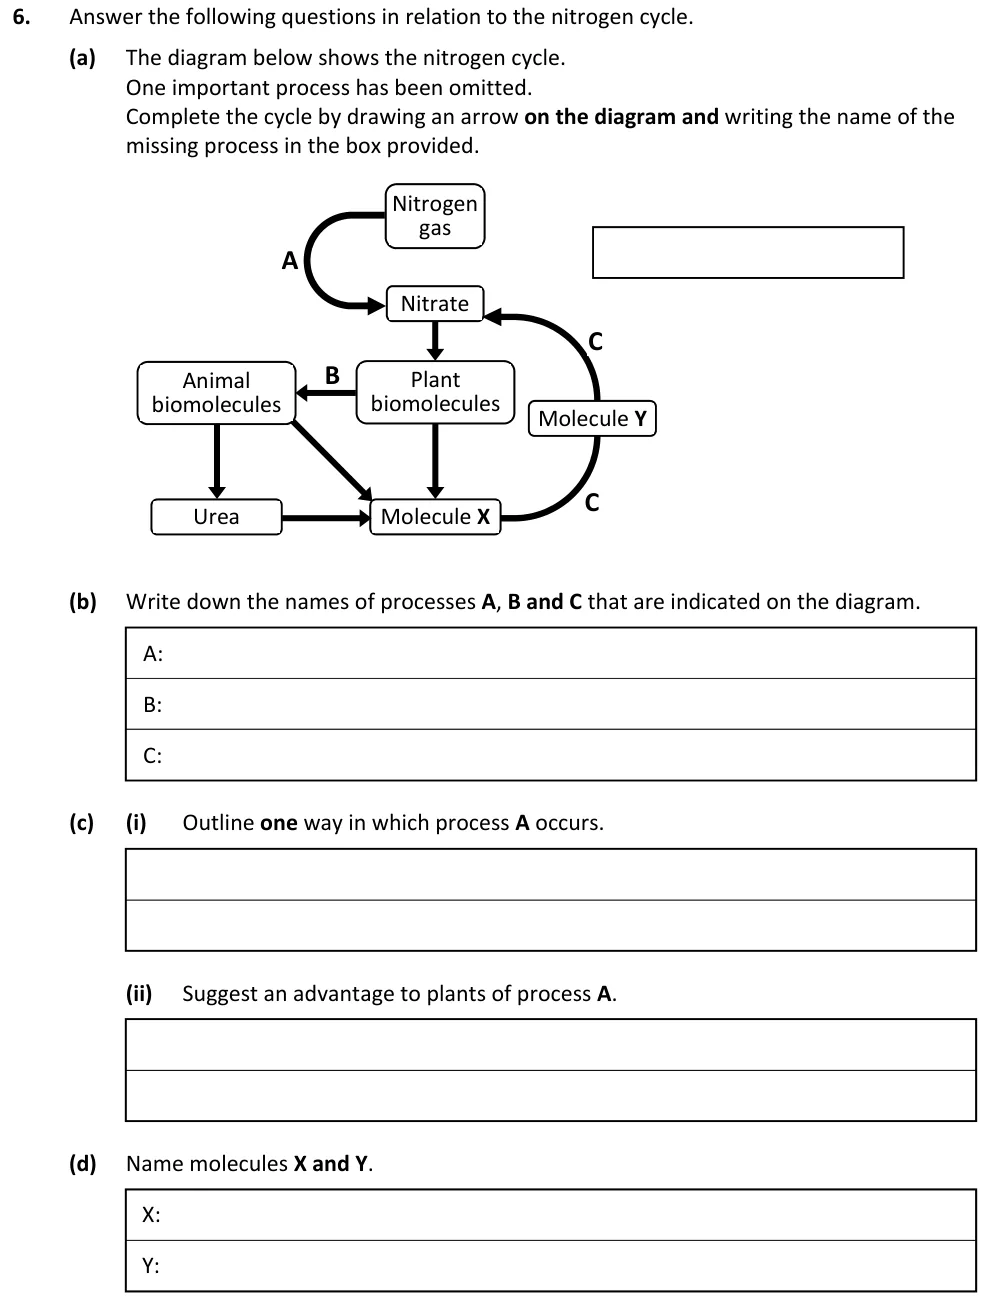 6. Answer the following questions in relation to the nitrogen cycle.
(a) The diagram below shows the nitrogen cycle.
One important process has been omitted.
Complete the cycle by drawing an arrow on the diagram and writing the name of the
missing process in the box provided.
Nitrogen
gas
A
Nitrate
C
Animal
biomolecules
B
Plant
biomolecules
Molecule Y
C
Urea
Molecule X
(b) Write down the names of processes A, B and C that are indicated on the diagram.
A:
B:
C:
(c) (i) Outline one way in which process A occurs.
(ii) Suggest an advantage to plants of process A.
(d) Name molecules X and Y.
X:
Y: